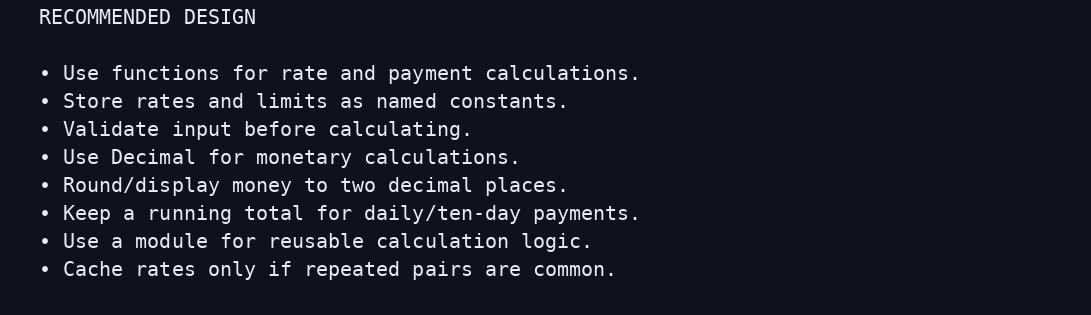 RECOMMENDED DESIGN
• Use functions for rate and payment calculations.
• Store rates and limits as named constants.
• Validate input before calculating.
• Use Decimal for monetary calculations.
• Round/display money to two decimal places.
• Keep a running total for daily/ten-day payments.
• Use a module for reusable calculation logic.
• Cache rates only if repeated pairs are common.